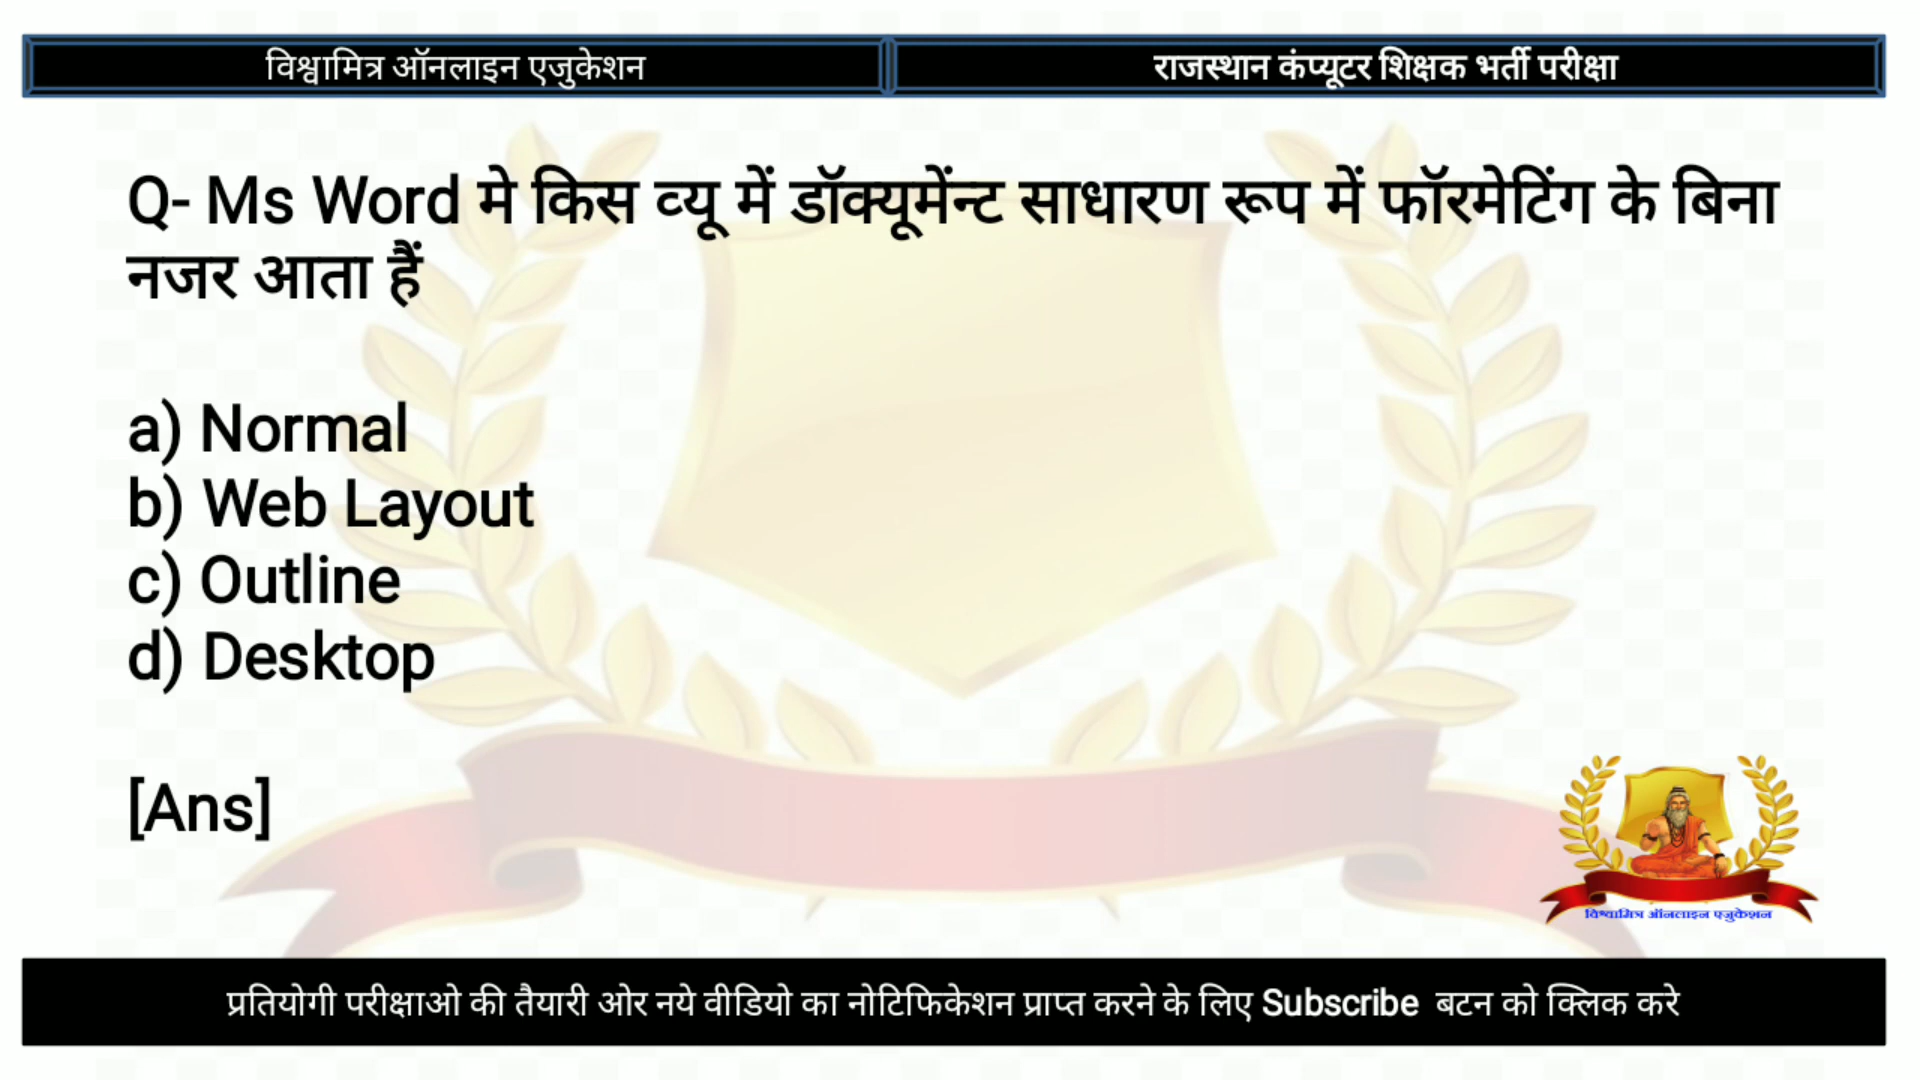 विश्वामित्र ऑनलाइन एजुकेशन
राजस्थान कंप्यूटर शिक्षक भर्ती परीक्षा
Q- Ms Word मे किस व्यू में डॉक्यूमेंन्ट साधारण रूप में फॉरमेटिंग के बिना
नजर आता हैं
a) Normal
b) Web Layout
c) Outline
d) Desktop
[Ans]
विश्वामित्र ऑनलाइन एजुकेशन
प्रतियोगी परीक्षाओ की तैयारी ओर नये वीडियो का नोटिफिकेशन प्राप्त करने के लिए Subscribe बटन को क्लिक करे